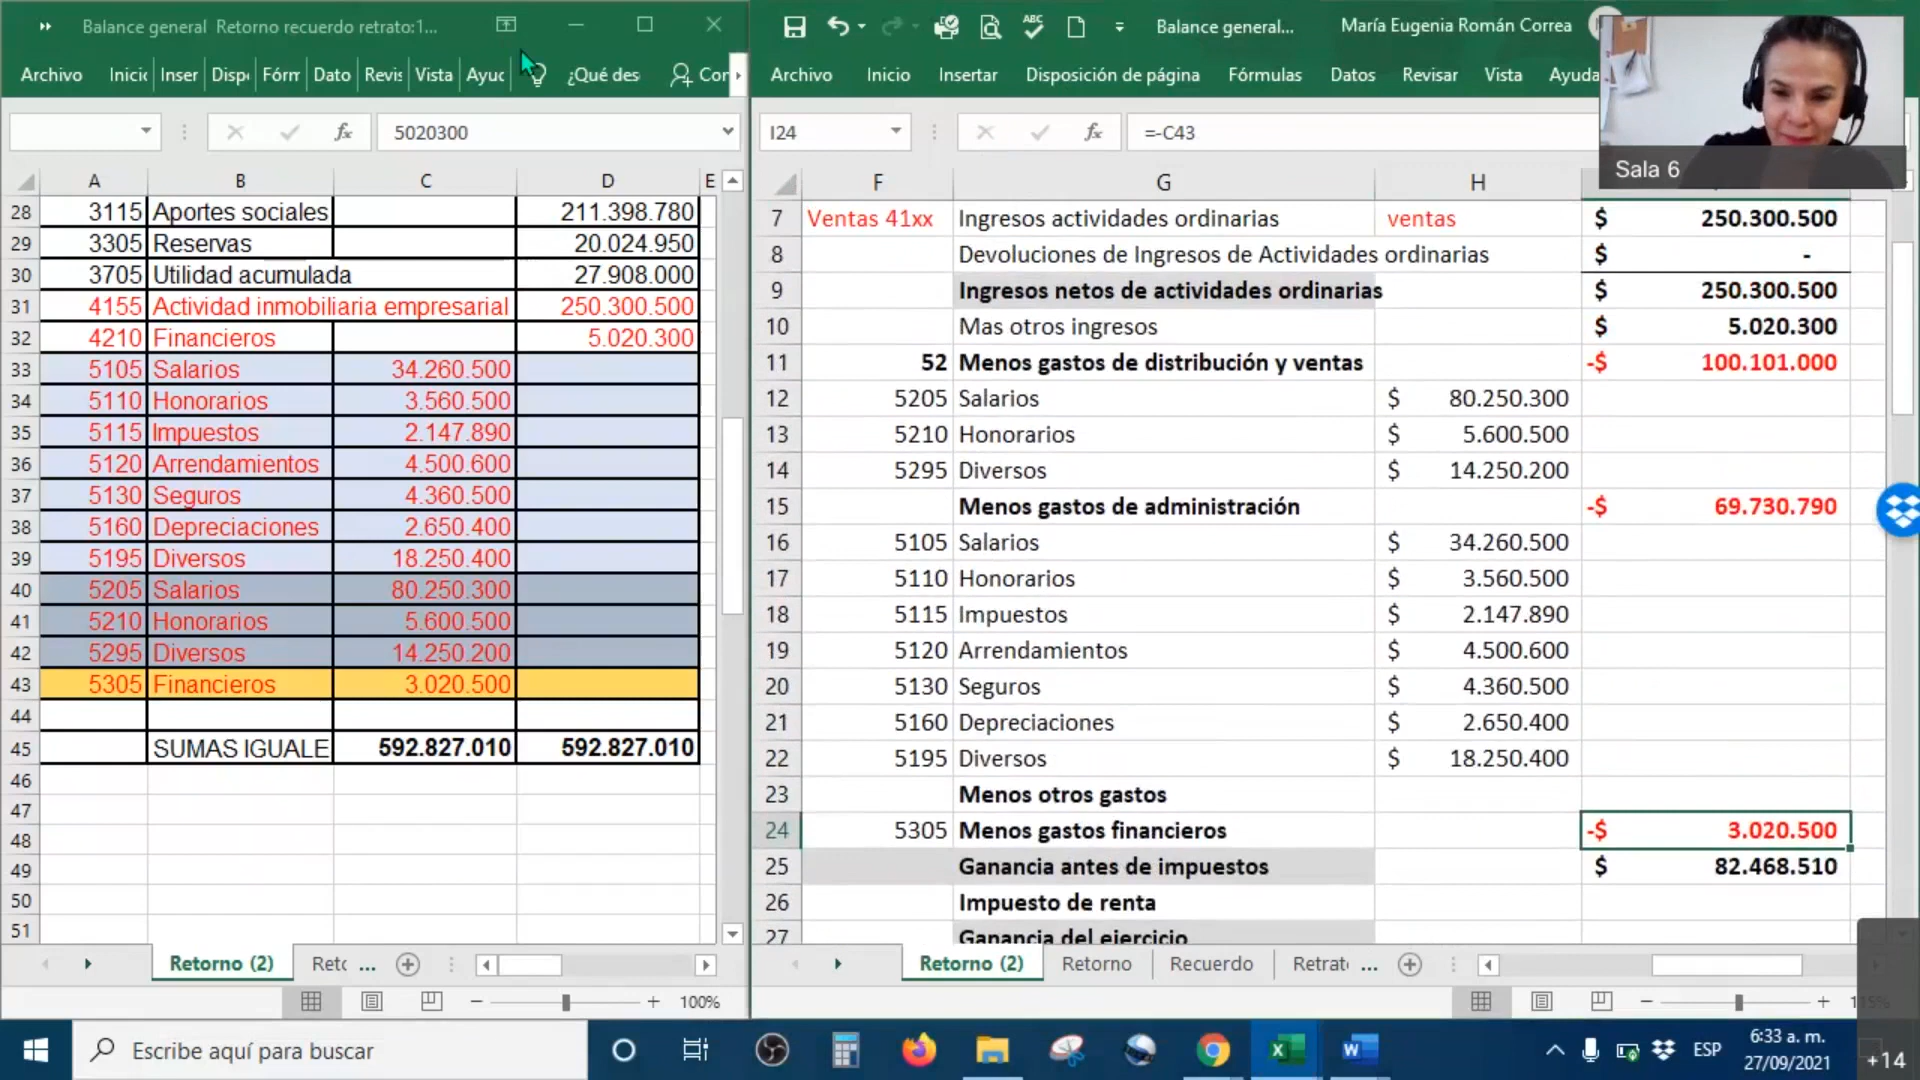 Balance general Retorno recuerdo retrato:1...
Archivo Inicio Inser Disp Fórm Dato Revis Vista Ayuc ¿Qué des Cor
5020300
A B C D E
28 3115 Aportes sociales 211.398.780
29 3305 Reservas 20.024.950
30 3705 Utilidad acumulada 27.908.000
31 4155 Actividad inmobiliaria empresarial 250.300.500
32 4210 Financieros 5.020.300
33 5105 Salarios 34.260.500
34 5110 Honorarios 3.560.500
35 5115 Impuestos 2.147.890
36 5120 Arrendamientos 4.500.600
37 5130 Seguros 4.360.500
38 5160 Depreciaciones 2.650.400
39 5195 Diversos 18.250.400
40 5205 Salarios 80.250.300
41 5210 Honorarios 5.600.500
42 5295 Diversos 14.250.200
43 5305 Financieros 3.020.500
44
45 SUMAS IGUALE 592.827.010 592.827.010
46
47
48
49
50
51
Retorno (2) Retc ...
100%
Balance general... María Eugenia Román Correa
Archivo Inicio Insertar Disposición de página Fórmulas Datos Revisar Vista Ayuda
I24 =-C43
Sala 6
F G H
7 Ventas 41xx Ingresos actividades ordinarias ventas $ 250.300.500
8 Devoluciones de Ingresos de Actividades ordinarias $ -
9 Ingresos netos de actividades ordinarias $ 250.300.500
10 Mas otros ingresos $ 5.020.300
11 52 Menos gastos de distribución y ventas -$ 100.101.000
12 5205 Salarios $ 80.250.300
13 5210 Honorarios $ 5.600.500
14 5295 Diversos $ 14.250.200
15 Menos gastos de administración -$ 69.730.790
16 5105 Salarios $ 34.260.500
17 5110 Honorarios $ 3.560.500
18 5115 Impuestos $ 2.147.890
19 5120 Arrendamientos $ 4.500.600
20 5130 Seguros $ 4.360.500
21 5160 Depreciaciones $ 2.650.400
22 5195 Diversos $ 18.250.400
23 Menos otros gastos
24 5305 Menos gastos financieros -$ 3.020.500
25 Ganancia antes de impuestos $ 82.468.510
26 Impuesto de renta
27 Ganancia del ejercicio
Retorno (2) Retorno Recuerdo Retrat ...
Escribe aquí para buscar
ESP
6:33 a. m.
27/09/2021
+14